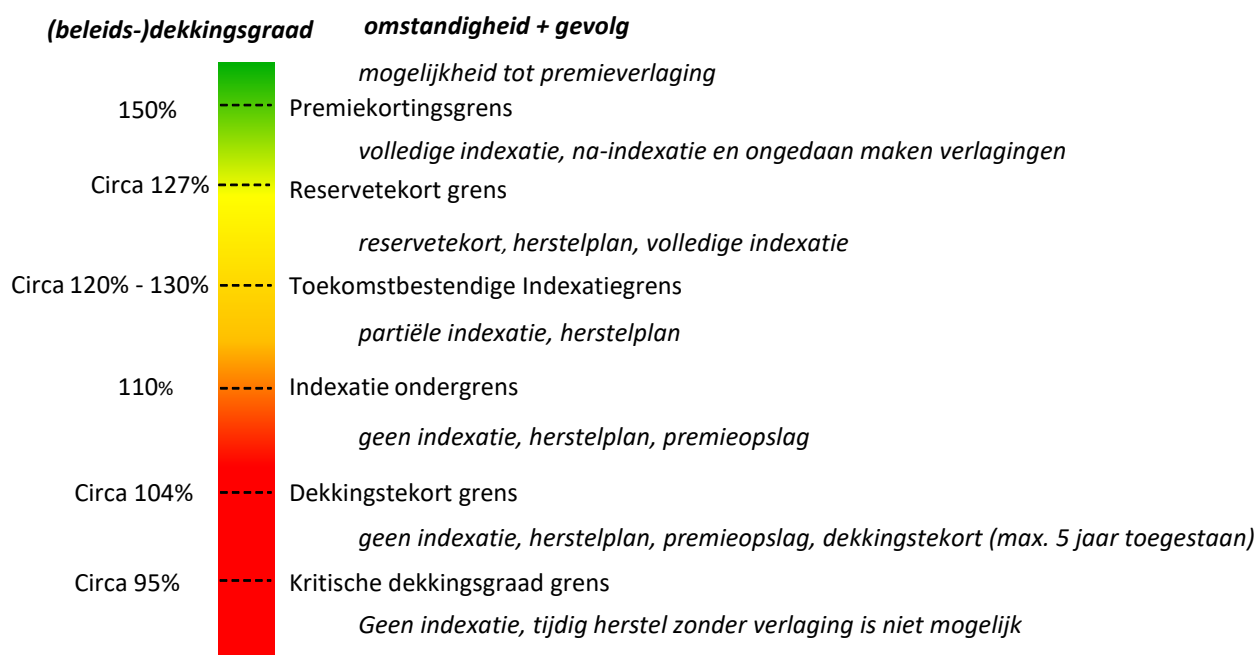 (beleids-)dekkingsgraad omstandigheid + gevolg
mogelijkheid tot premieverlaging
150% Premiekortingsgrens
volledige indexatie, na-indexatie en ongedaan maken verlagingen
Circa 127% Reservetekort grens
reservetekort, herstelplan, volledige indexatie
Circa 120% - 130% Toekomstbestendige Indexatiegrens
partiële indexatie, herstelplan
110% Indexatie ondergrens
geen indexatie, herstelplan, premieopslag
Circa 104% Dekkingstekort grens
geen indexatie, herstelplan, premieopslag, dekkingstekort (max. 5 jaar toegestaan)
Circa 95% Kritische dekkingsgraad grens
Geen indexatie, tijdig herstel zonder verlaging is niet mogelijk